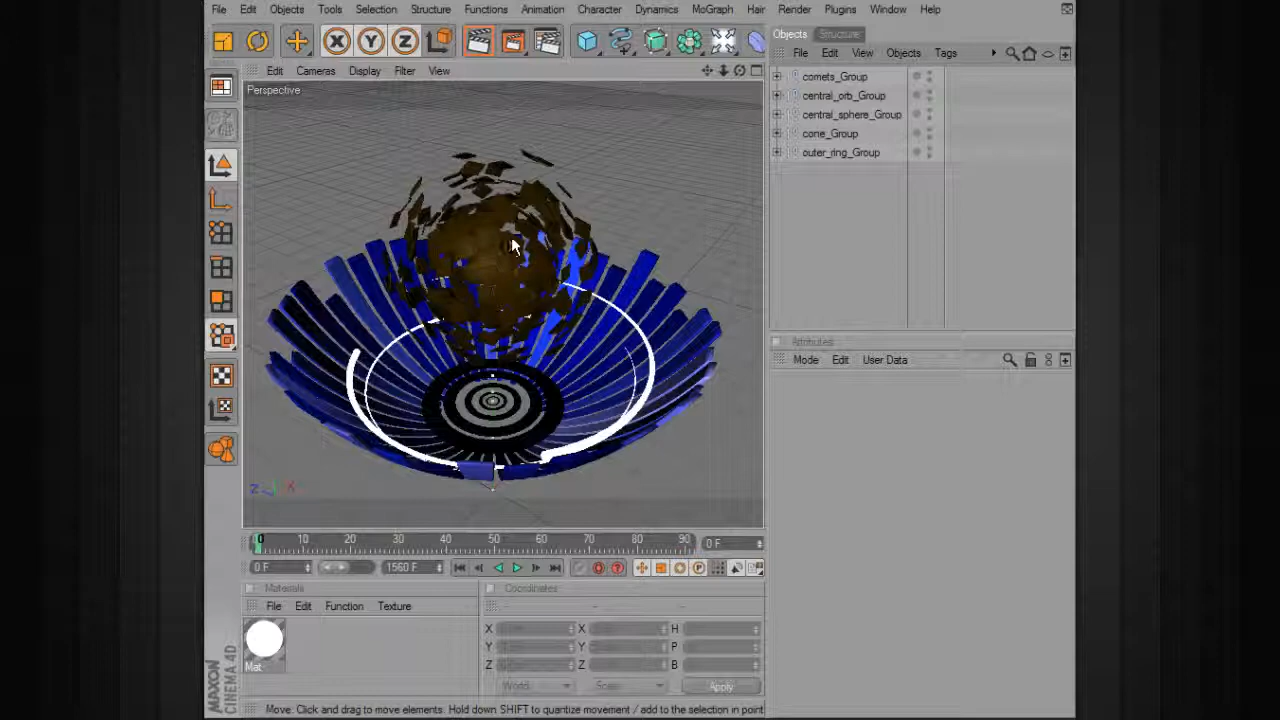 File Edit Objects Tools Selection Structure Functions Animation Character Dynamics MoGraph Hair Render Plugins Window Help
X Y Z
Objects Structure
File Edit View Objects Tags
Edit Cameras Display Filter View
Perspective
comets_Group
central_orb_Group
central_sphere_Group
cone_Group
outer_ring_Group
Attributes
Mode Edit User Data
Z X
0 10 20 30 40 50 60 70 80 90 0 F
0 F 1560 F
Materials Coordinates
File Edit Function Texture
X X H
Y Y P
Z Z B
Mat
World Scale Apply
MAXON
CINEMA 4D
Move: Click and drag to move elements. Hold down SHIFT to quantize movement / add to the selection in point